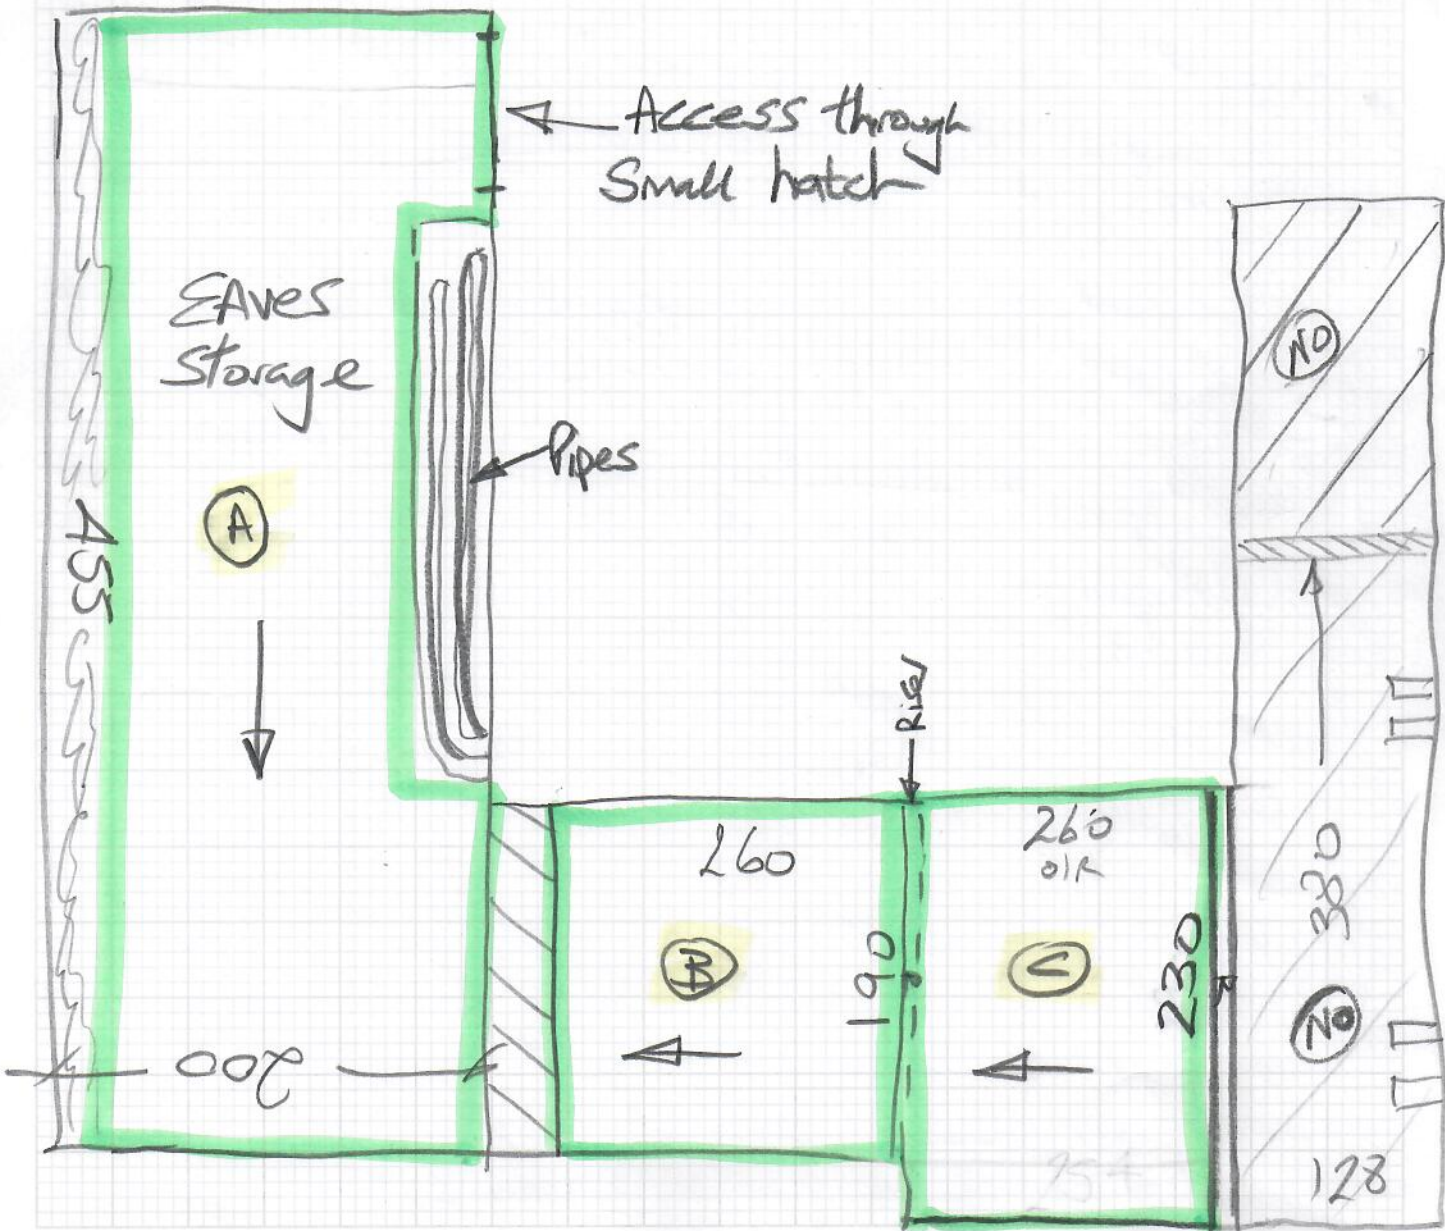 Access through
Small hatch
EAves
Storage
NO
Pipes
A
455
Riser
260
260
O/R
380
B
190
C
230
NO
200
128